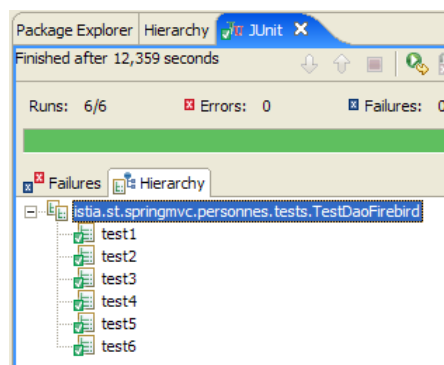 Package Explorer Hierarchy JUnit
Finished after 12,359 seconds
Runs: 6/6 Errors: 0 Failures: 0
Failures Hierarchy
istia.st.springmvc.personnes.tests.TestDaoFirebird
test1
test2
test3
test4
test5
test6